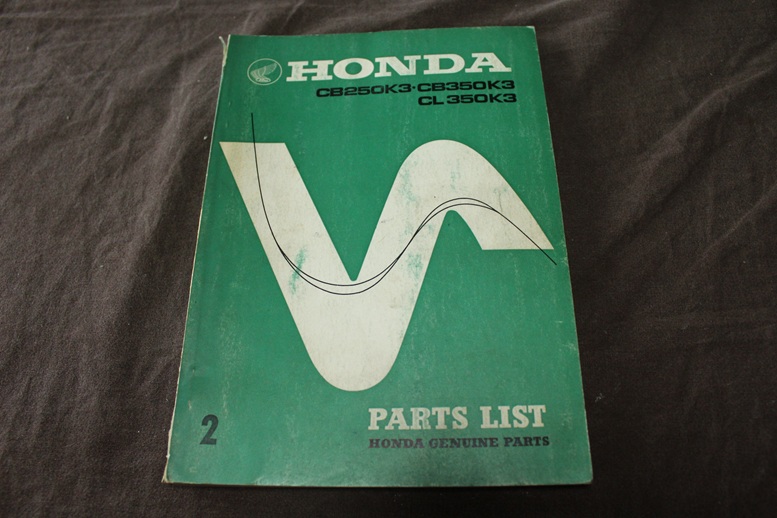 HONDA
CB250K3·CB350K3
CL350K3
PARTS LIST
HONDA GENUINE PARTS
2